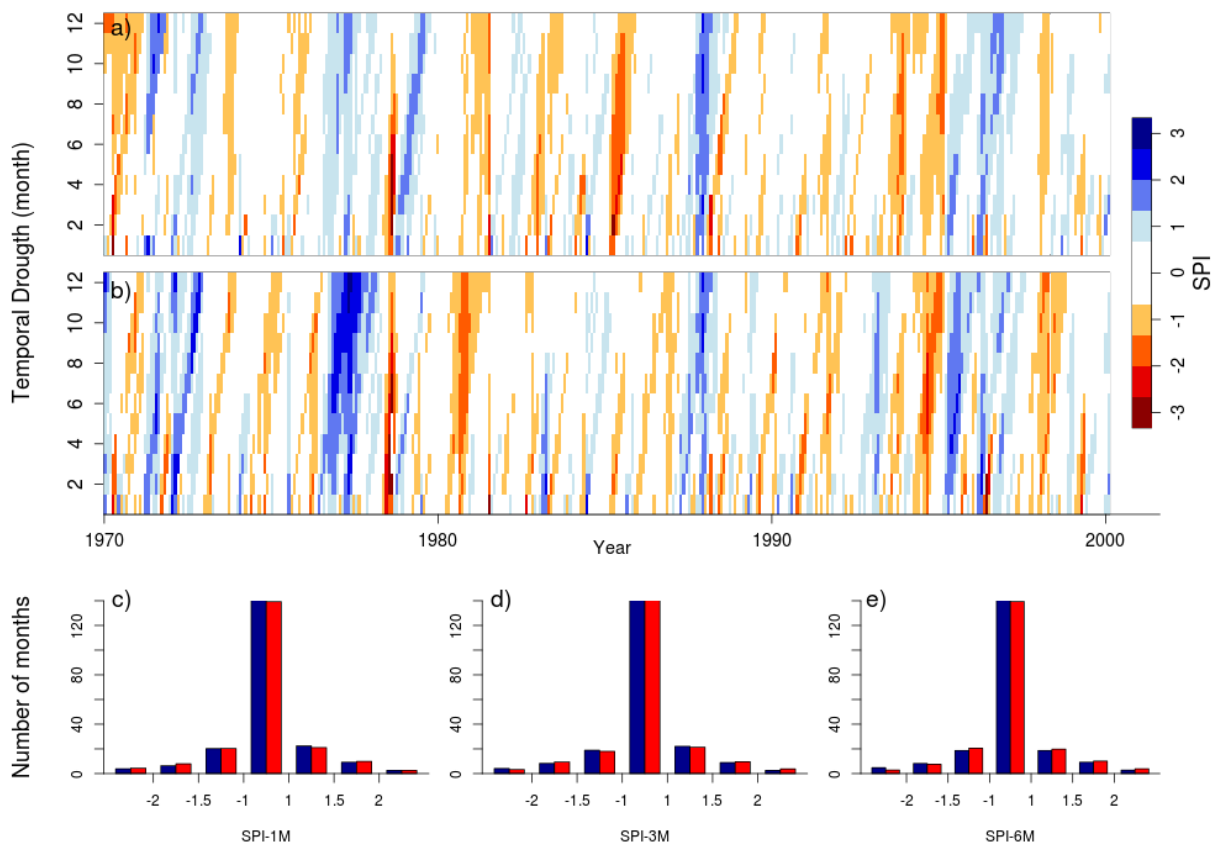 Temporal Drougth (month)
a)
12
10
8
6
4
2
b)
12
10
8
6
4
2
1970
1980
1990
2000
Year
3
2
1
0
-1
-2
-3
SPI
Number of months
c)
120
80
40
0
-2 -1.5 -1 1 1.5 2
SPI-1M
d)
120
80
40
0
-2 -1.5 -1 1 1.5 2
SPI-3M
e)
120
80
40
0
-2 -1.5 -1 1 1.5 2
SPI-6M